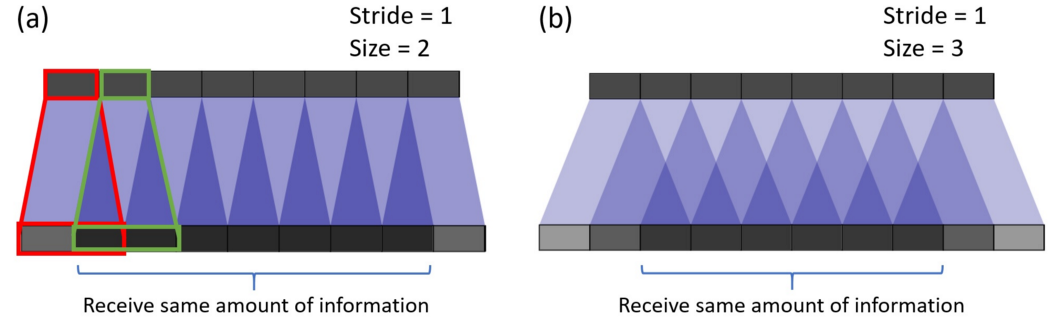 (a)
Stride = 1
Size = 2
Receive same amount of information
(b)
Stride = 1
Size = 3
Receive same amount of information